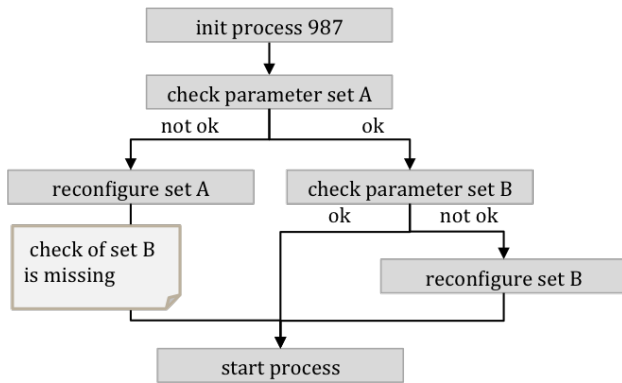 init process 987
check parameter set A
not ok
ok
reconfigure set A
check parameter set B
check of set B
is missing
ok
not ok
reconfigure set B
start process